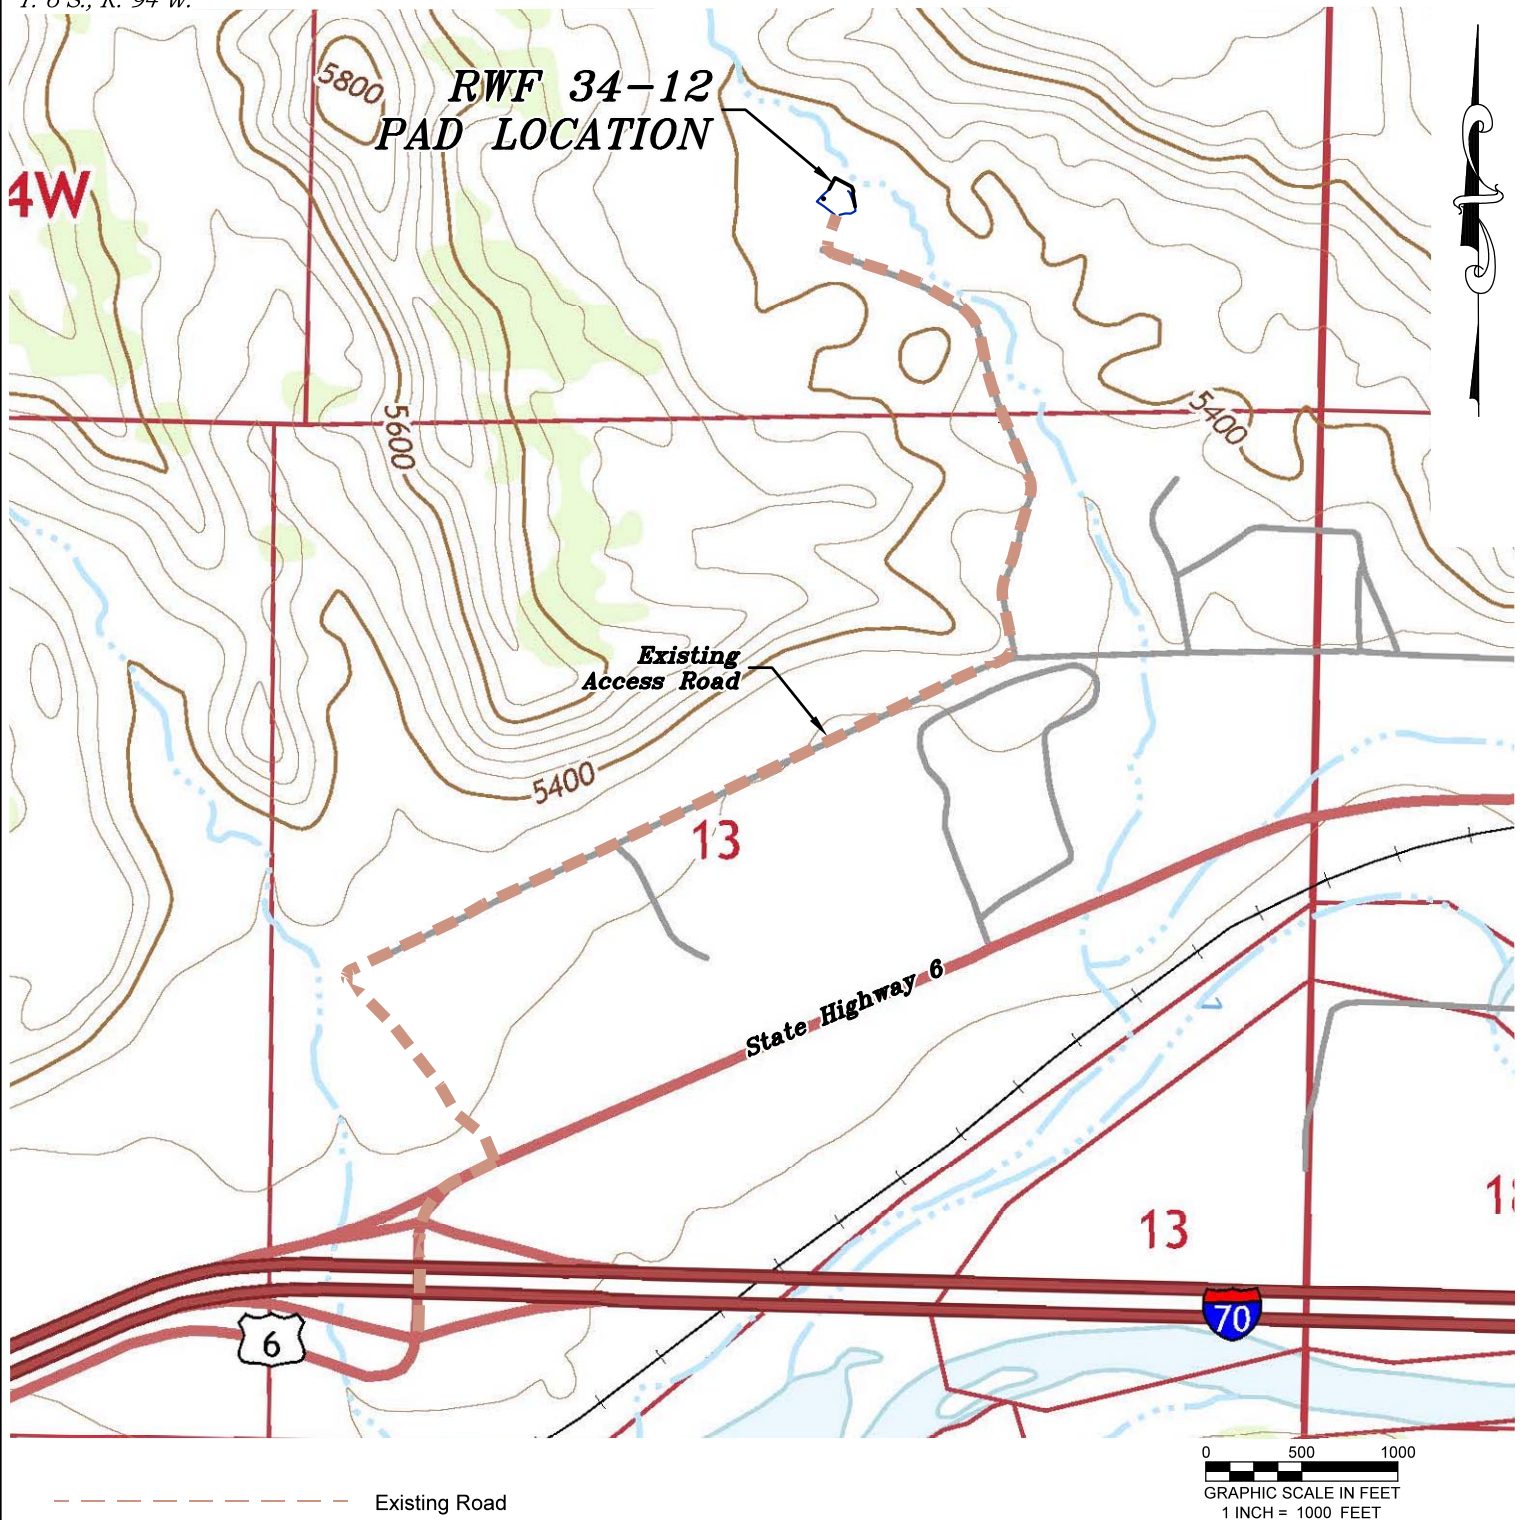 5800
RWF 34-12
PAD LOCATION
4W
5600
5400
Existing
Access Road
5400
13
State Highway 6
13
70
6
0 500 1000
GRAPHIC SCALE IN FEET
1 INCH = 1000 FEET
Existing Road